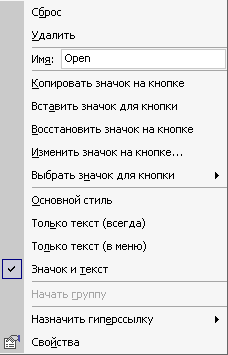 Сброс
Удалить
Имя: Open
Копировать значок на кнопке
Вставить значок для кнопки
Восстановить значок на кнопке
Изменить значок на кнопке...
Выбрать значок для кнопки
Основной стиль
Только текст (всегда)
Только текст (в меню)
Значок и текст
Начать группу
Назначить гиперссылку
Свойства